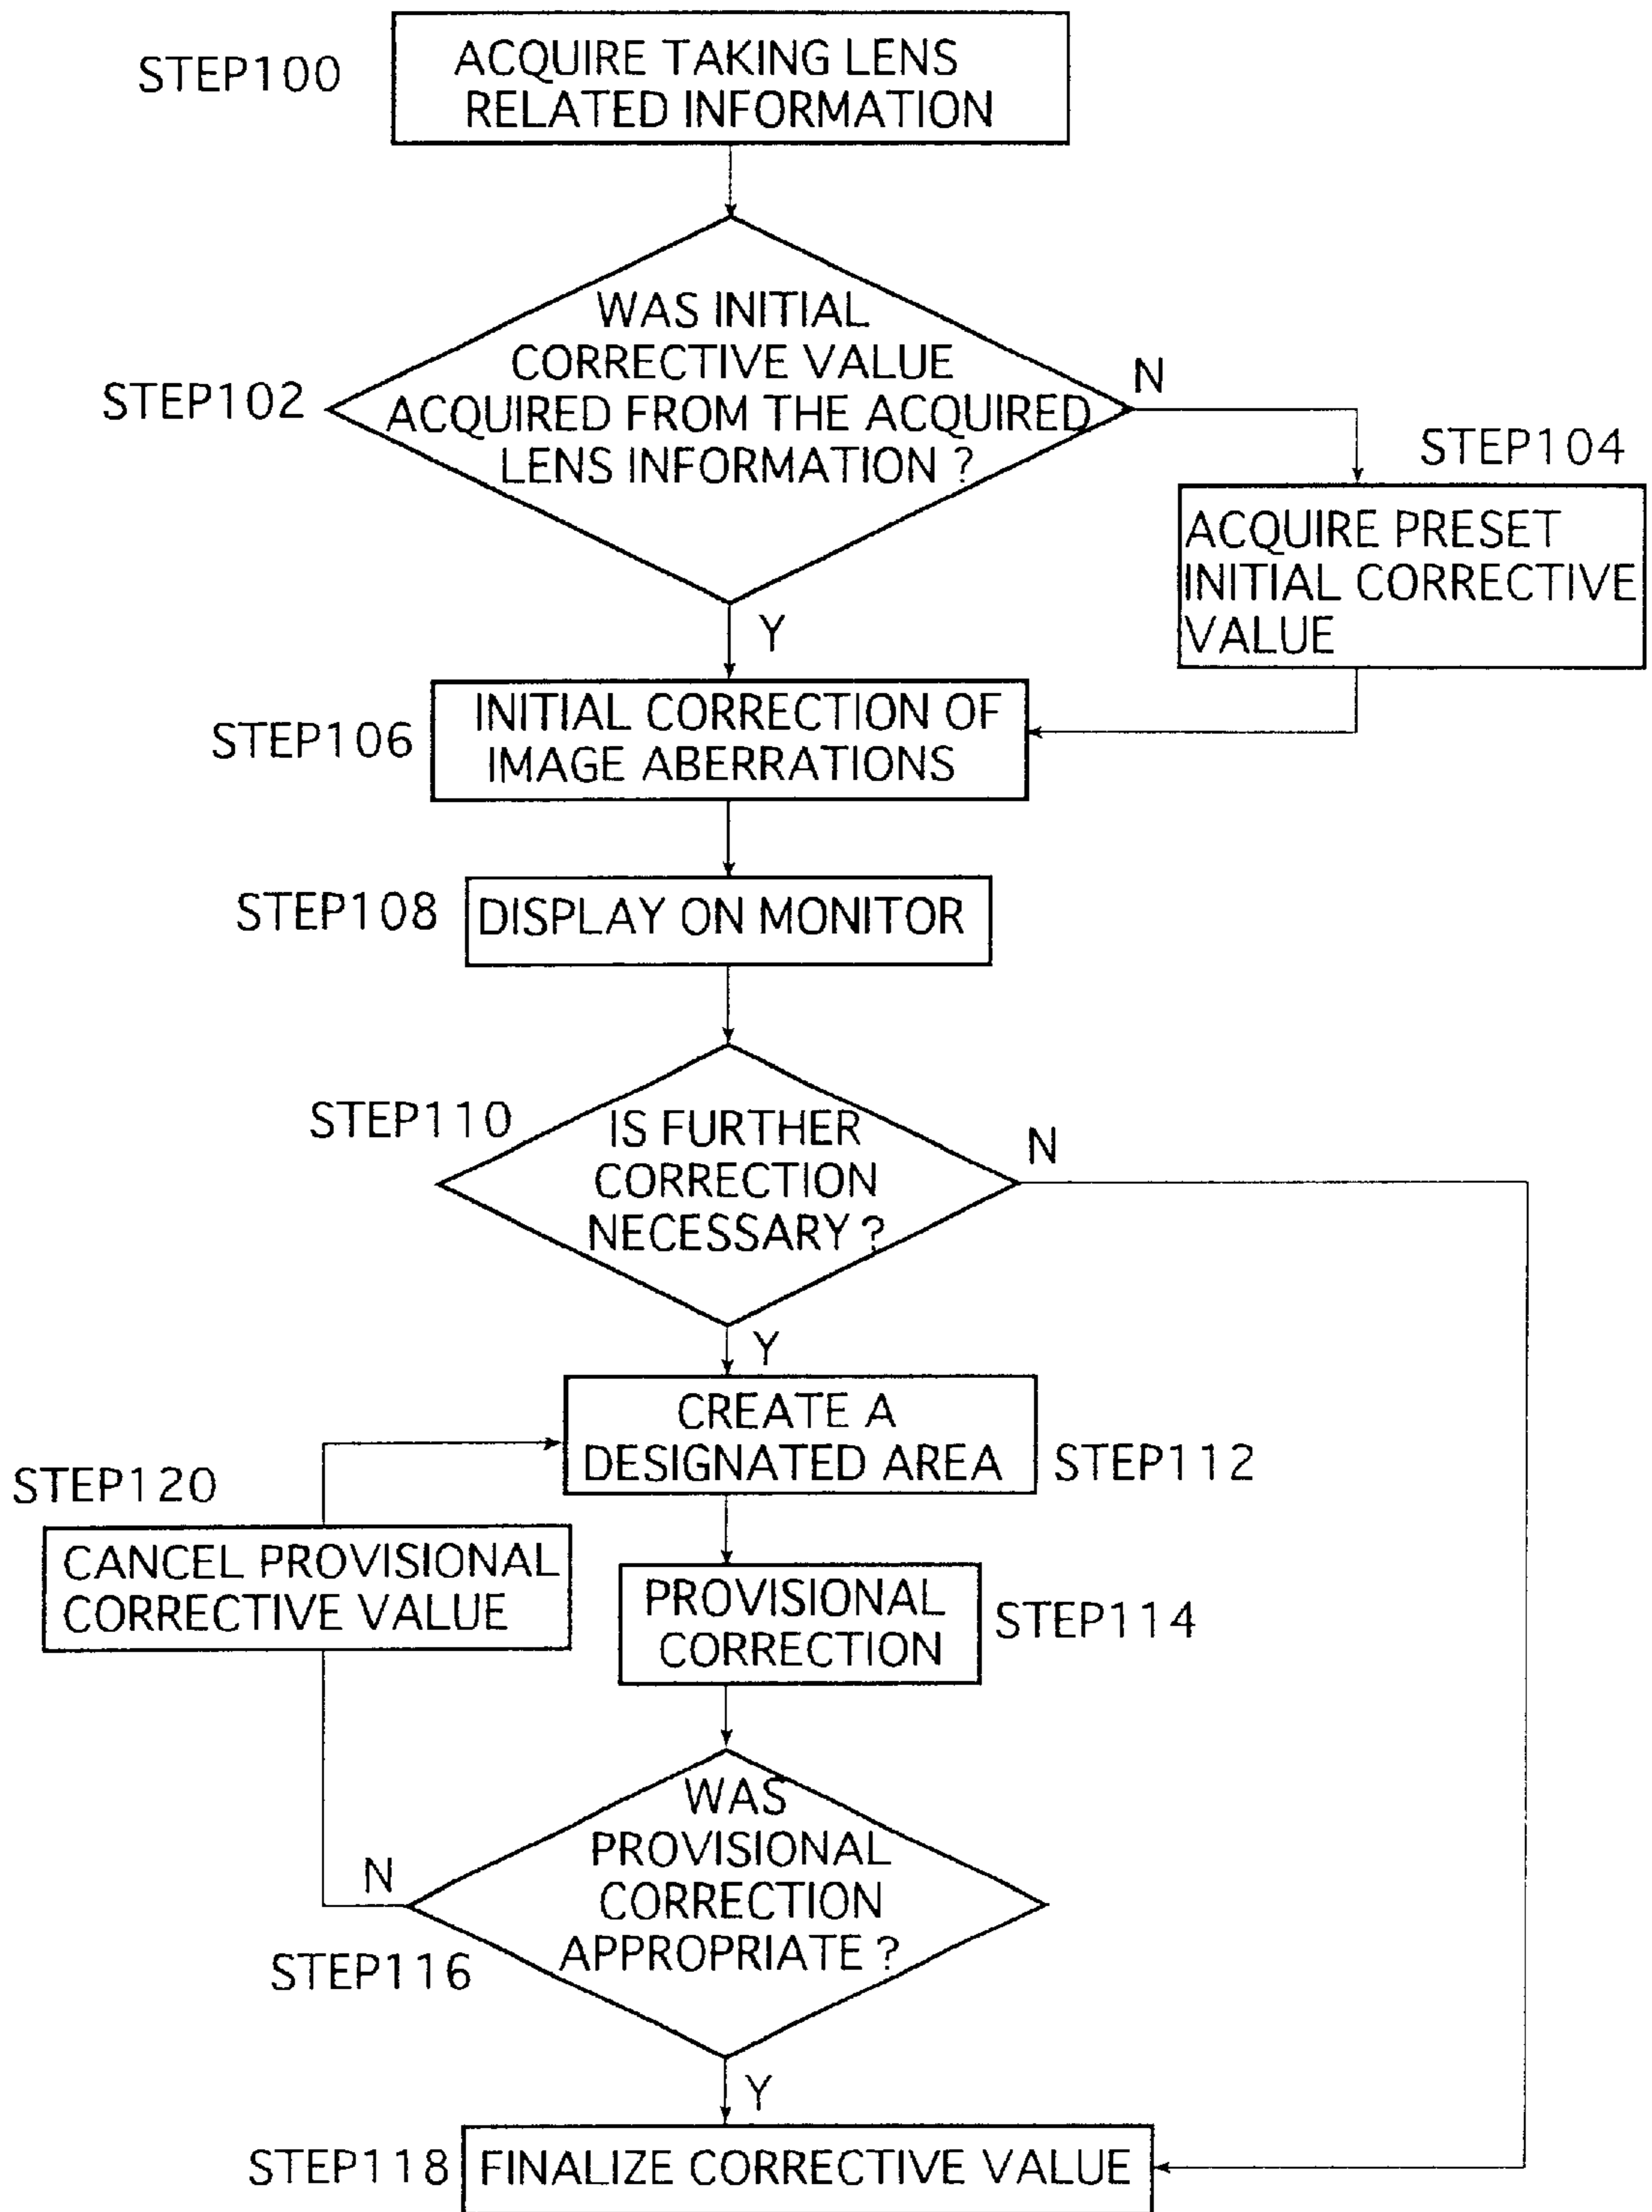 STEP100
ACQUIRE TAKING LENS
RELATED INFORMATION
STEP102
WAS INITIAL
CORRECTIVE VALUE
ACQUIRED FROM THE ACQUIRED
LENS INFORMATION ?
N
STEP104
ACQUIRE PRESET
INITIAL CORRECTIVE
VALUE
Y
STEP106
INITIAL CORRECTION OF
IMAGE ABERRATIONS
STEP108
DISPLAY ON MONITOR
STEP110
IS FURTHER
CORRECTION
NECESSARY ?
N
Y
CREATE A
DESIGNATED AREA
STEP112
STEP120
CANCEL PROVISIONAL
CORRECTIVE VALUE
PROVISIONAL
CORRECTION
STEP114
WAS
PROVISIONAL
CORRECTION
APPROPRIATE ?
N
STEP116
Y
STEP118
FINALIZE CORRECTIVE VALUE